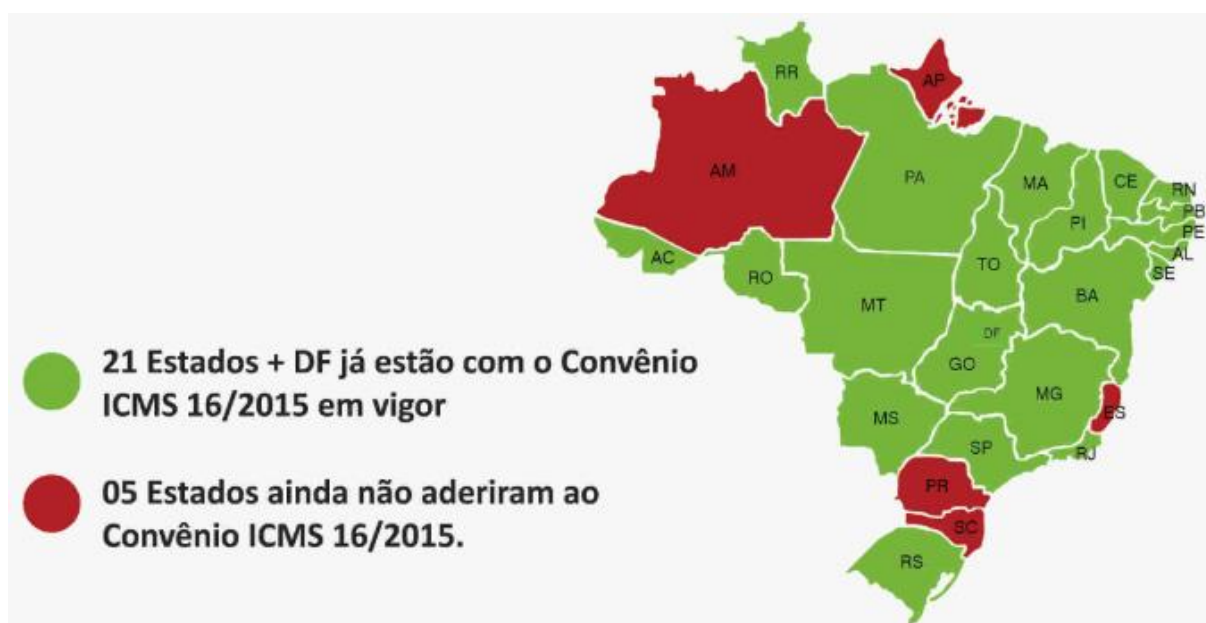 RR
AP
AM
PA
MA
CE
RN
PB
PI
PE
AL
AC
TO
SE
RO
BA
MT
DF
21 Estados + DF já estão com o Convênio
ICMS 16/2015 em vigor
GO
MG
ES
MS
SP
RJ
05 Estados ainda não aderiram ao
Convênio ICMS 16/2015.
PR
SC
RS